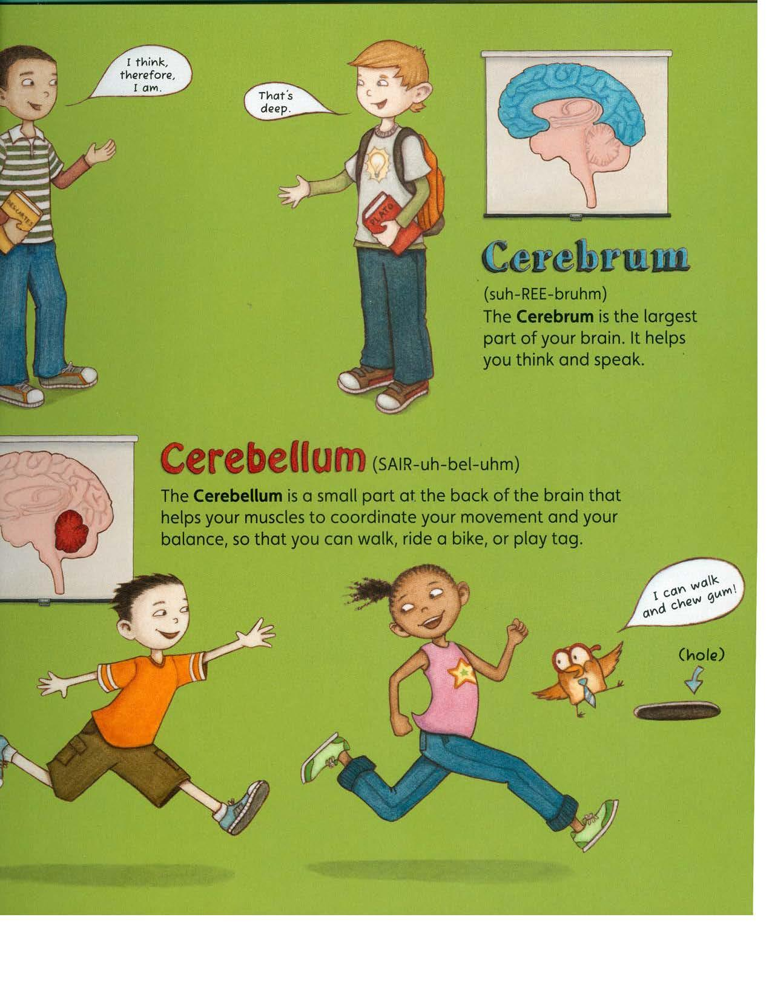 I think,
therefore,
I am.
That's
deep.
DESCARTES
PLATO
Cerebrum
(suh-REE-bruhm)
The Cerebrum is the largest
part of your brain. It helps
you think and speak.
Cerebellum (SAIR-uh-bel-uhm)
The Cerebellum is a small part at the back of the brain that
helps your muscles to coordinate your movement and your
balance, so that you can walk, ride a bike, or play tag.
I can walk
and chew gum!
(hole)